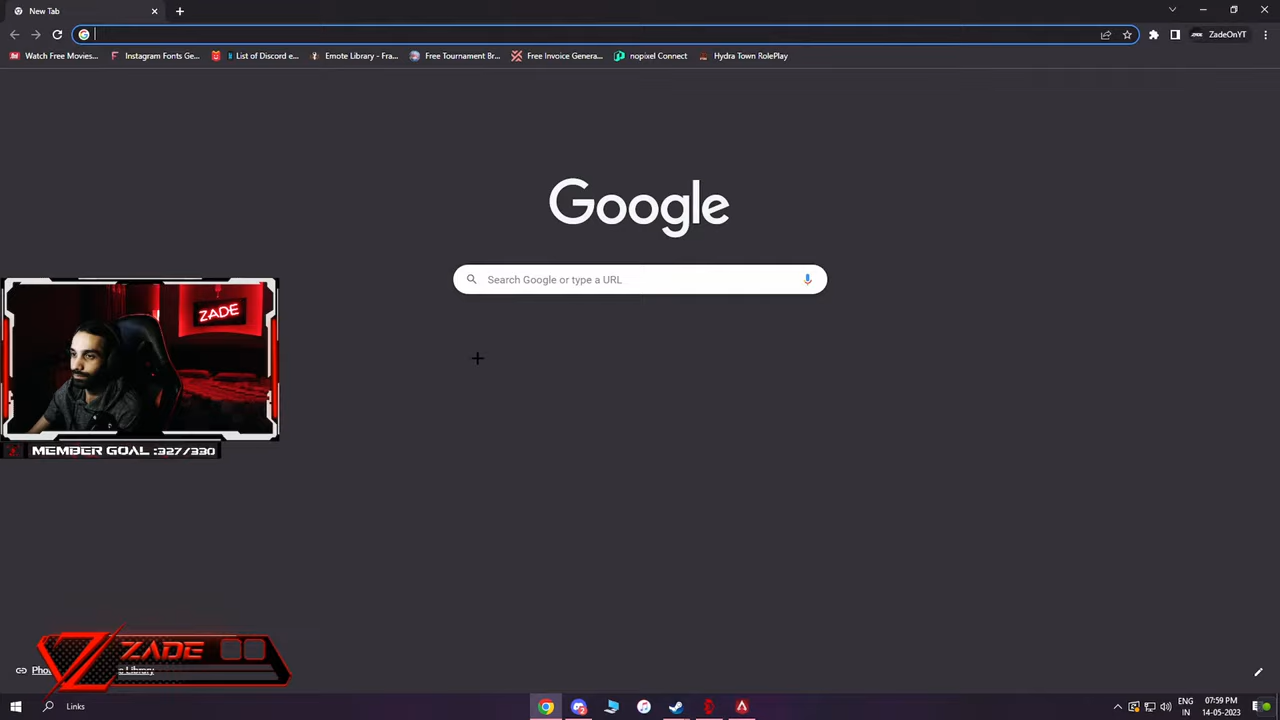 New Tab
ZadeOnYT
Watch Free Movies...
Instagram Fonts Ge...
List of Discord e...
Emote Library - Fra...
Free Tournament Br...
Free Invoice Genera...
nopixel Connect
Hydra Town RolePlay
Google
Search Google or type a URL
ZADE
MEMBER GOAL :327/330
ZADE
Links
ENG
IN
07:59 PM
14-05-2023